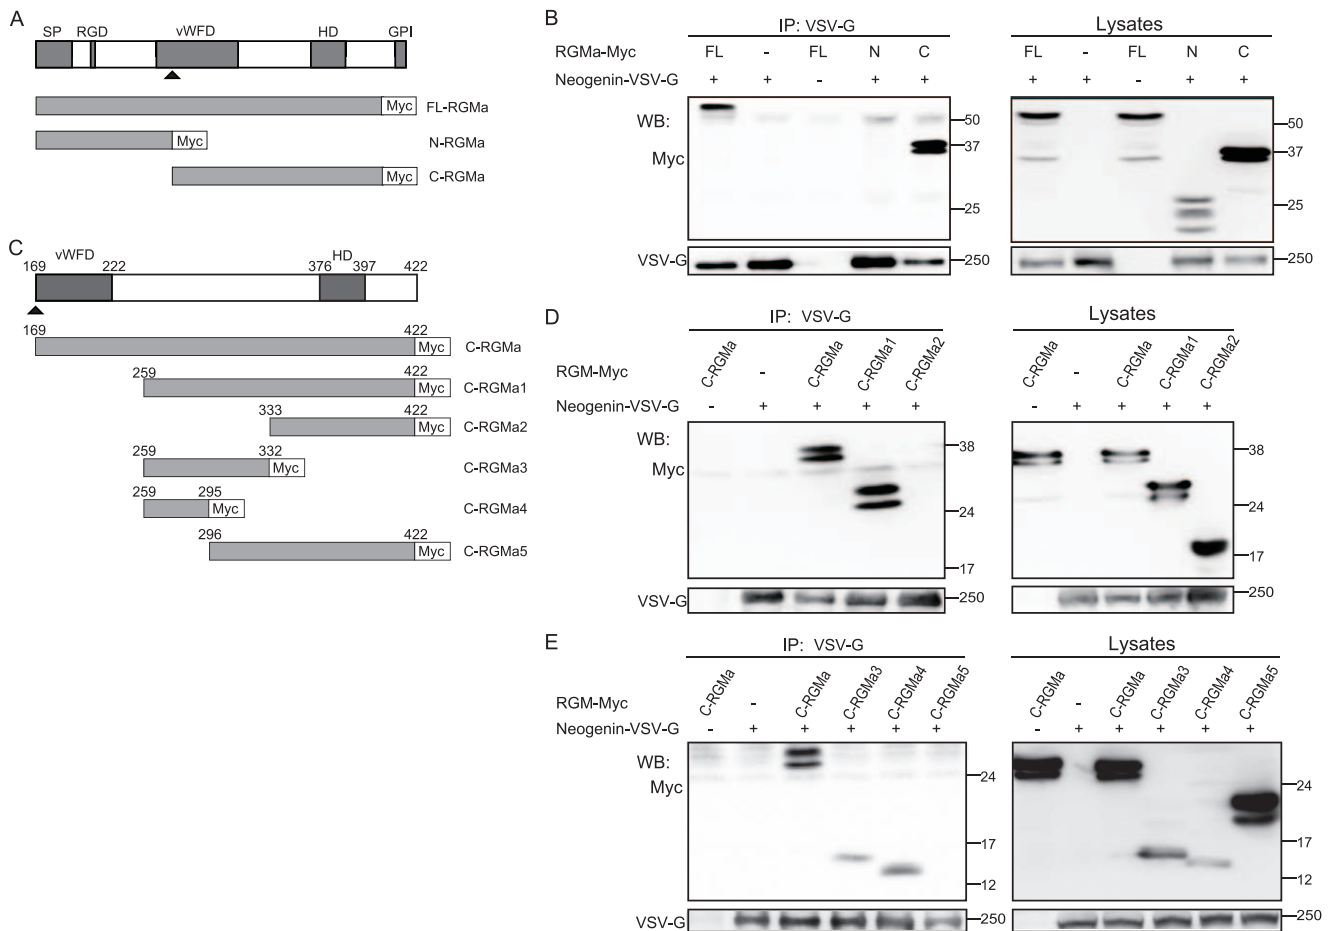 A
SP RGD vWFD HD GPI
Myc FL-RGMa
Myc N-RGMa
Myc C-RGMa
B
IP: VSV-G Lysates
RGMa-Myc FL - FL N C FL - FL N C
Neogenin-VSV-G + + - + + + + - + +
WB:
Myc
50
37
25
50
37
25
VSV-G 250 250
C
vWFD HD
169 222 376 397 422
169 422
Myc C-RGMa
259 422
Myc C-RGMa1
333 422
Myc C-RGMa2
259 332
Myc C-RGMa3
259 295
Myc C-RGMa4
296 422
Myc C-RGMa5
D
IP: VSV-G Lysates
RGM-Myc C-RGMa - C-RGMa C-RGMa1 C-RGMa2 C-RGMa - C-RGMa C-RGMa1 C-RGMa2
Neogenin-VSV-G - + + + + - + + + +
WB:
Myc
38
24
17
38
24
17
VSV-G 250 250
E
IP: VSV-G Lysates
RGM-Myc C-RGMa - C-RGMa C-RGMa3 C-RGMa4 C-RGMa5 C-RGMa - C-RGMa C-RGMa3 C-RGMa4 C-RGMa5
Neogenin-VSV-G - + + + + + - + + + + +
WB:
Myc
24
17
12
24
17
12
VSV-G 250 250